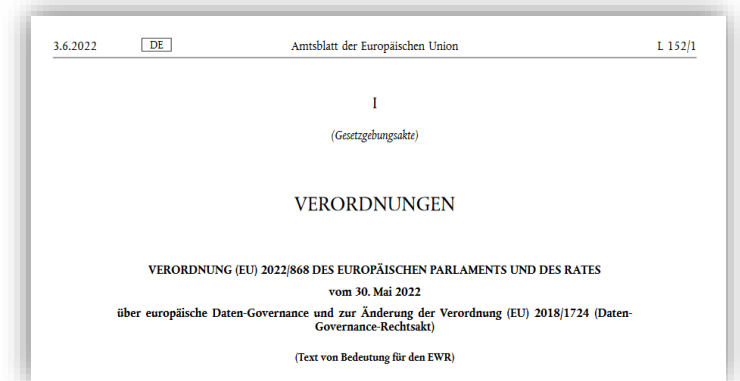 3.6.2022 DE Amtsblatt der Europäischen Union L 152/1
I
(Gesetzgebungsakte)
VERORDNUNGEN
VERORDNUNG (EU) 2022/868 DES EUROPÄISCHEN PARLAMENTS UND DES RATES
vom 30. Mai 2022
über europäische Daten-Governance und zur Änderung der Verordnung (EU) 2018/1724 (Daten-
Governance-Rechtsakt)
(Text von Bedeutung für den EWR)